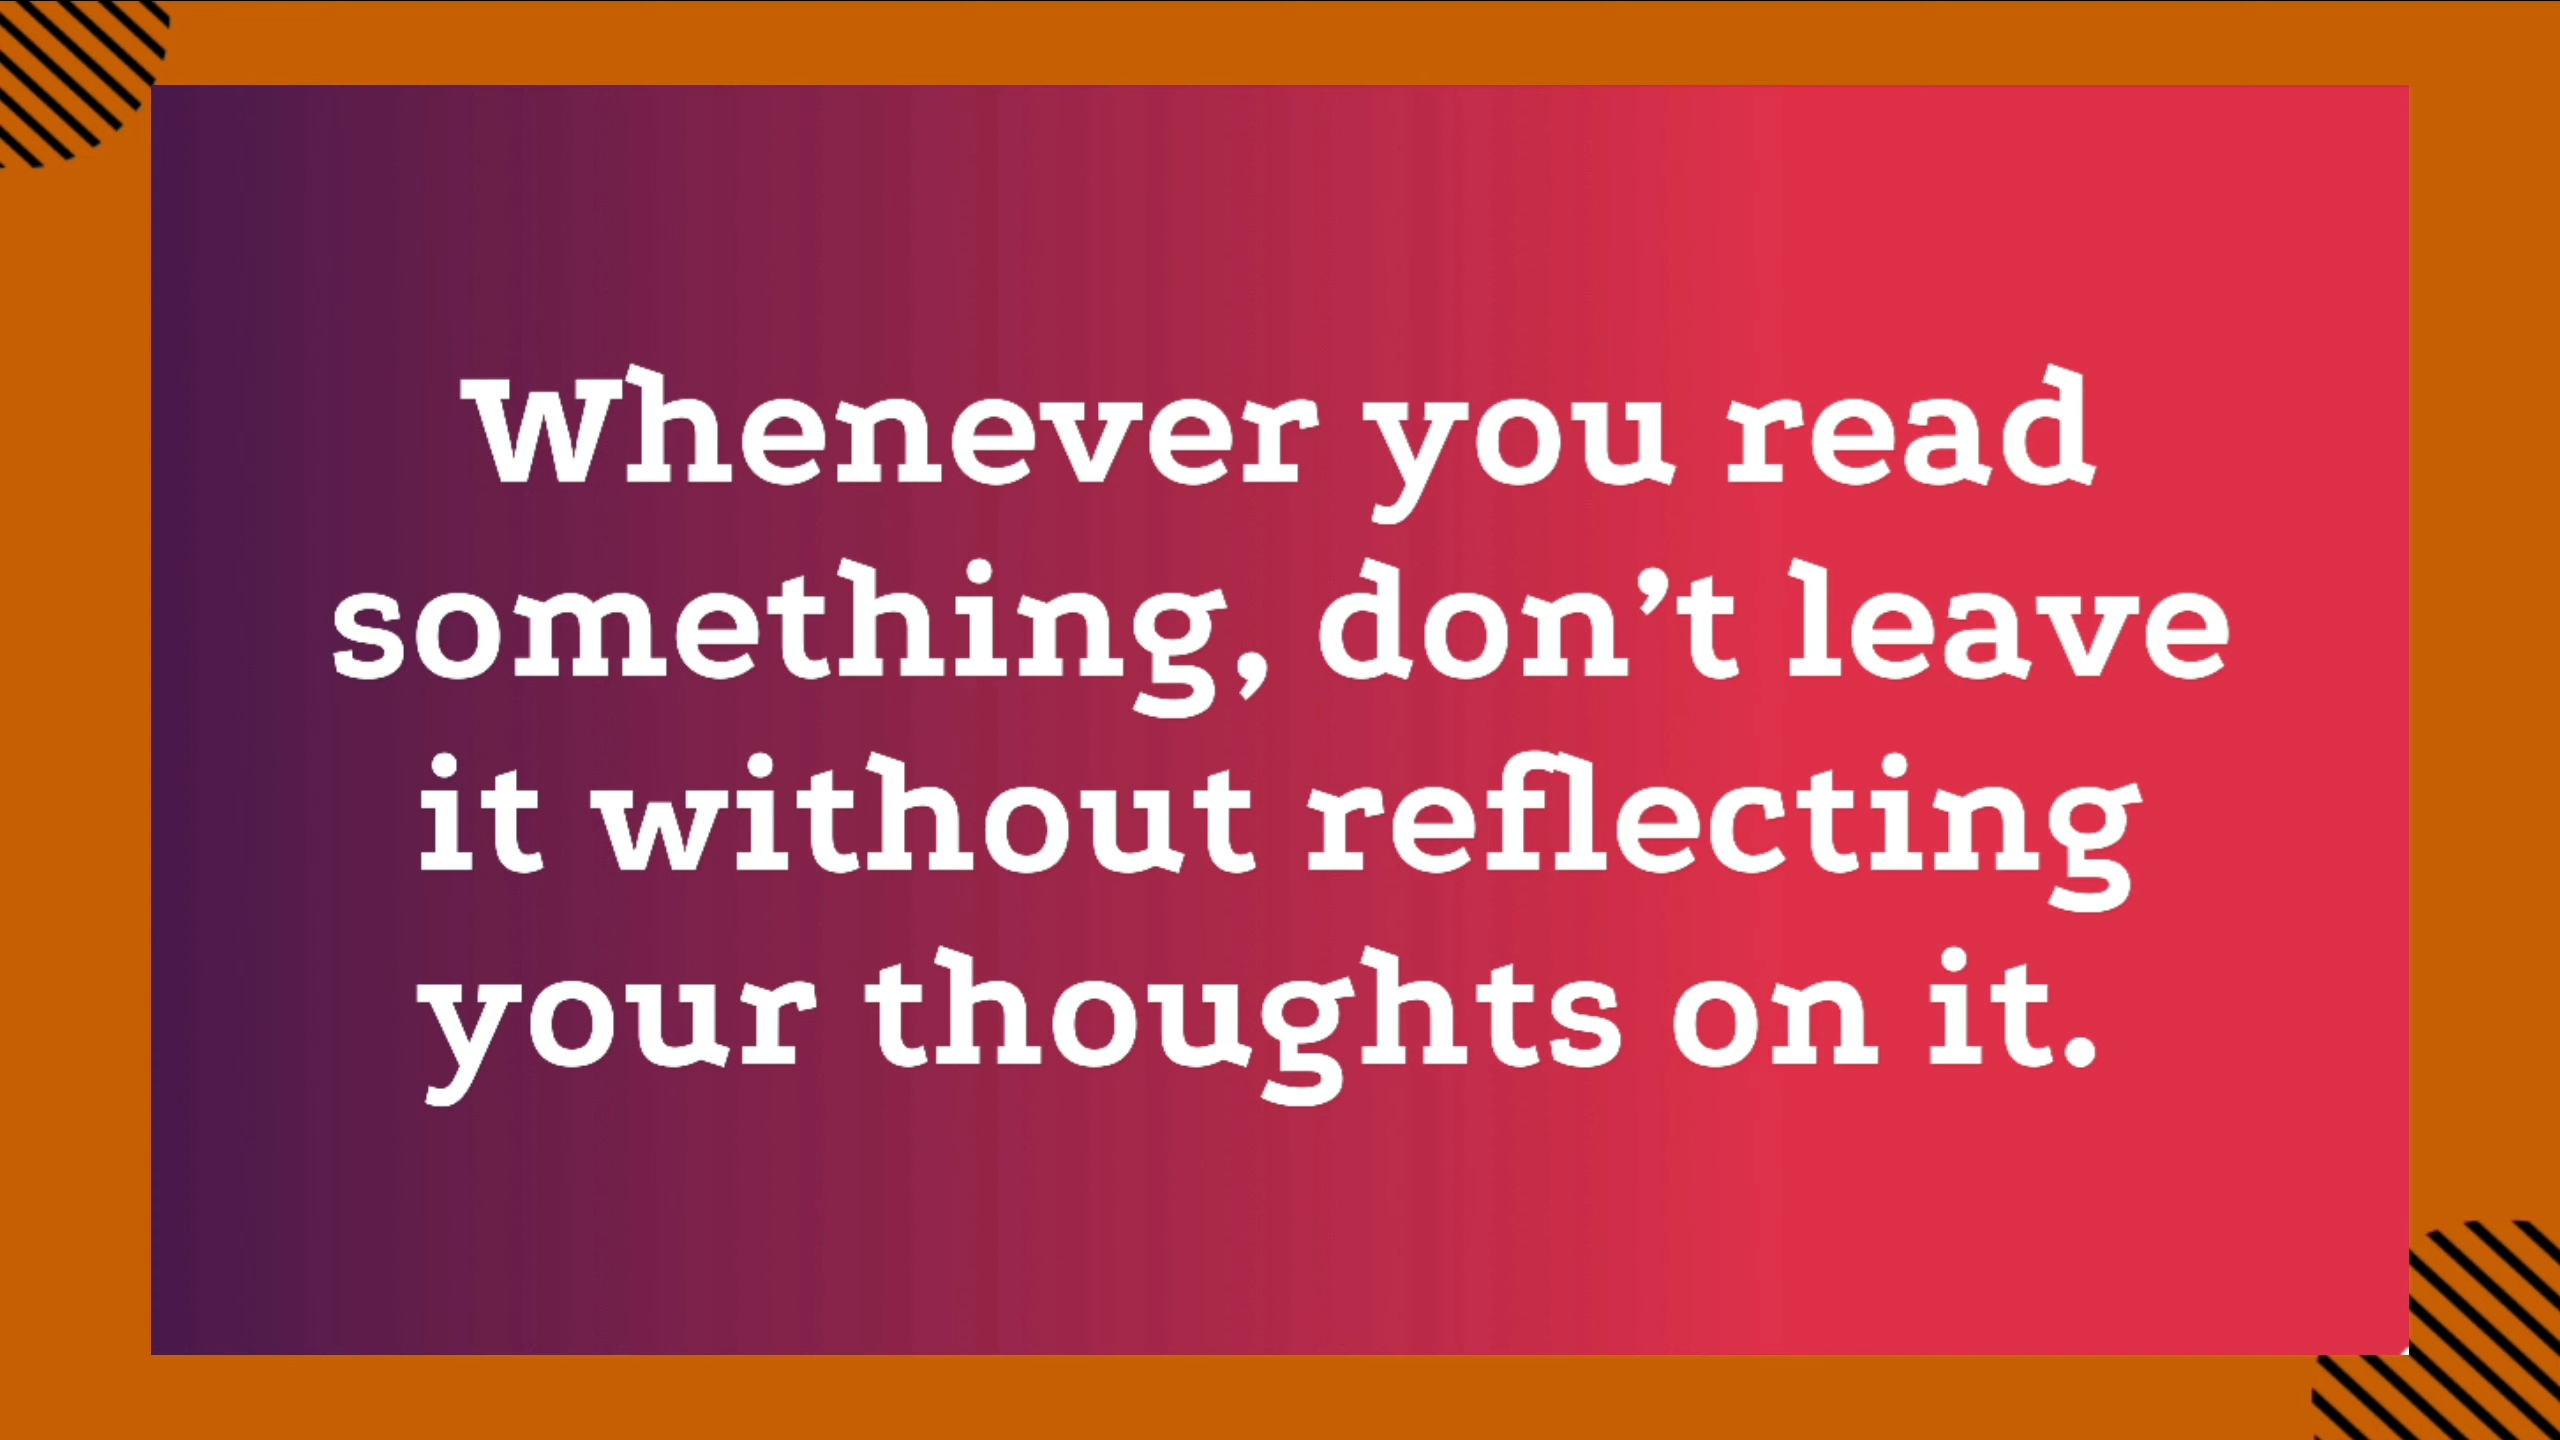 Whenever you read
something, don’t leave
it without reflecting
your thoughts on it.